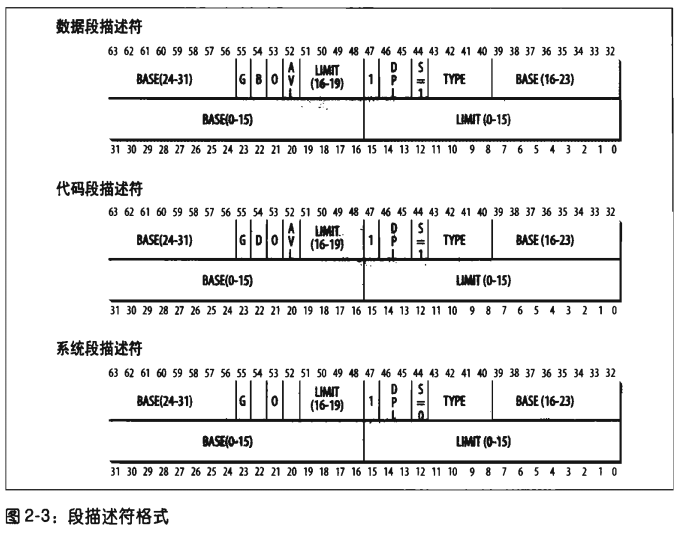 数据段描述符
63 62 61 60 59 58 57 56 55 54 53 52 51 50 49 48 47 46 45 44 43 42 41 40 39 38 37 36 35 34 33 32
BASE(24-31) G B O AVL LIMIT (16-19) 1 DPL S=1 TYPE BASE (16-23)
BASE(0-15) LIMIT (0-15)
31 30 29 28 27 26 25 24 23 22 21 20 19 18 17 16 15 14 13 12 11 10 9 8 7 6 5 4 3 2 1 0
代码段描述符
63 62 61 60 59 58 57 56 55 54 53 52 51 50 49 48 47 46 45 44 43 42 41 40 39 38 37 36 35 34 33 32
BASE(24-31) G D O AVL LIMIT (16-19) 1 DPL S=1 TYPE BASE (16-23)
BASE(0-15) LIMIT (0-15)
31 30 29 28 27 26 25 24 23 22 21 20 19 18 17 16 15 14 13 12 11 10 9 8 7 6 5 4 3 2 1 0
系统段描述符
63 62 61 60 59 58 57 56 55 54 53 52 51 50 49 48 47 46 45 44 43 42 41 40 39 38 37 36 35 34 33 32
BASE(24-31) G O LIMIT (16-19) 1 DPL S=0 TYPE BASE (16-23)
BASE(0-15) LIMIT (0-15)
31 30 29 28 27 26 25 24 23 22 21 20 19 18 17 16 15 14 13 12 11 10 9 8 7 6 5 4 3 2 1 0
图 2-3：段描述符格式